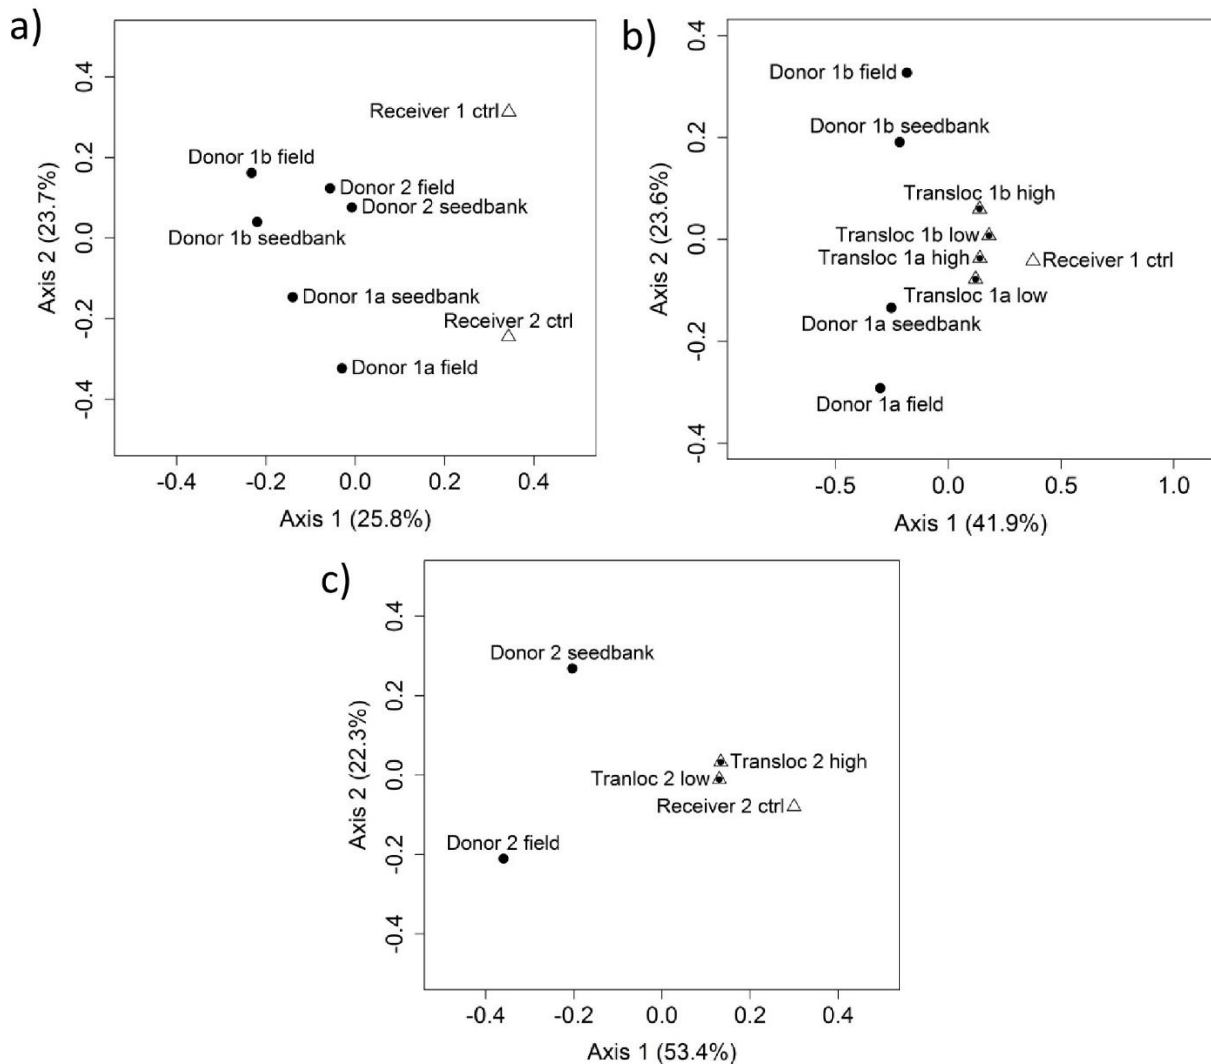 a)
0.4
0.2
0.0
-0.2
-0.4
Axis 2 (23.7%)
Receiver 1 ctrl
Donor 1b field
Donor 2 field
Donor 2 seedbank
Donor 1b seedbank
Donor 1a seedbank
Receiver 2 ctrl
Donor 1a field
-0.4 -0.2 0.0 0.2 0.4
Axis 1 (25.8%)
b)
0.4
0.2
0.0
-0.2
-0.4
Axis 2 (23.6%)
Donor 1b field
Donor 1b seedbank
Transloc 1b high
Transloc 1b low
Transloc 1a high
Receiver 1 ctrl
Transloc 1a low
Donor 1a seedbank
Donor 1a field
-0.5 0.0 0.5 1.0
Axis 1 (41.9%)
c)
0.4
0.2
0.0
-0.2
-0.4
Axis 2 (22.3%)
Donor 2 seedbank
Transloc 2 high
Tranloc 2 low
Receiver 2 ctrl
Donor 2 field
-0.4 -0.2 0.0 0.2 0.4
Axis 1 (53.4%)